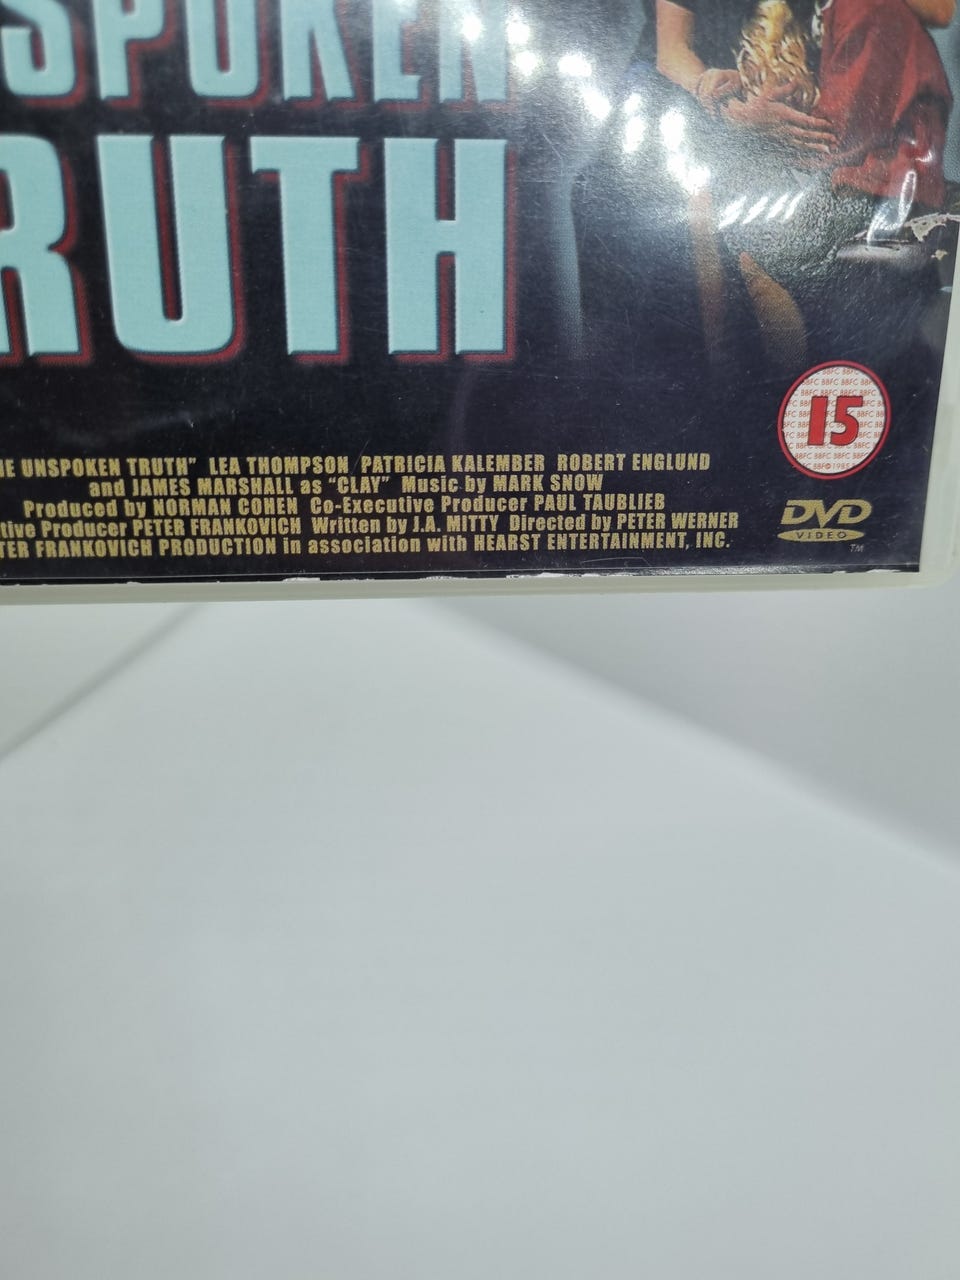 SPOKEN
RUTH
15
HE UNSPOKEN TRUTH" LEA THOMPSON PATRICIA KALEMBER ROBERT ENGLUND
and JAMES MARSHALL as "CLAY" Music by MARK SNOW
Produced by NORMAN COHEN Co-Executive Producer PAUL TAUBLIEB
tive Producer PETER FRANKOVICH Written by J.A. MITTY Directed by PETER WERNER
TER FRANKOVICH PRODUCTION in association with HEARST ENTERTAINMENT, INC.
DVD
VIDEO
TM